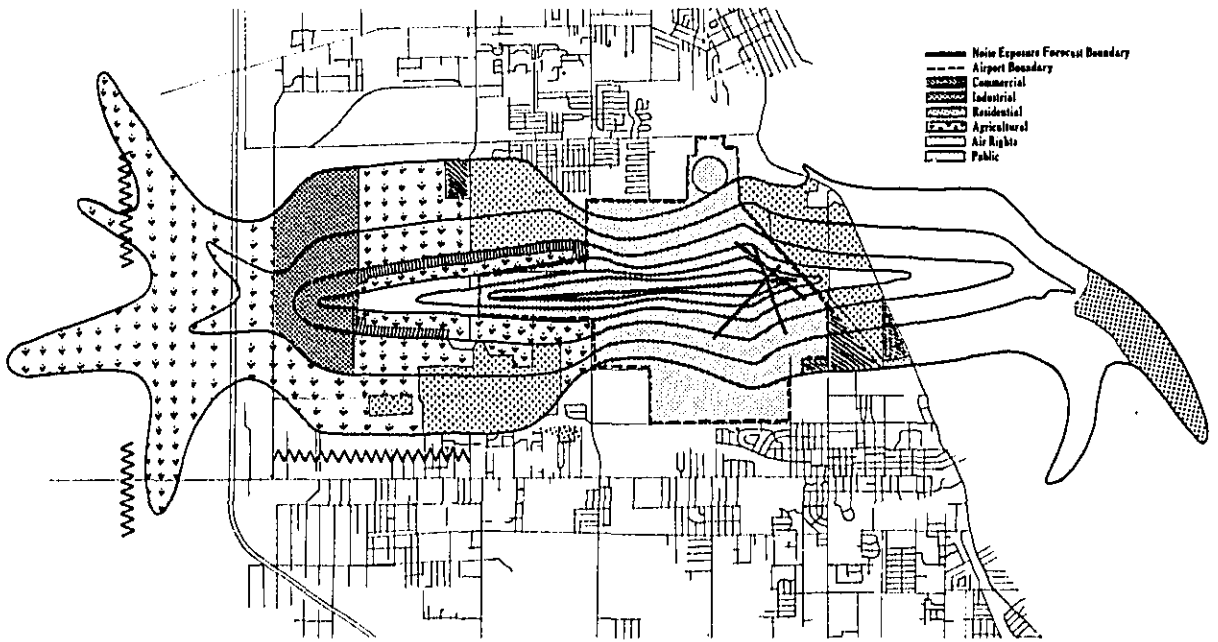 Noise Exposure Forecast Boundary
Airport Boundary
Commercial
Industrial
Residential
Agricultural
Air Rights
Public